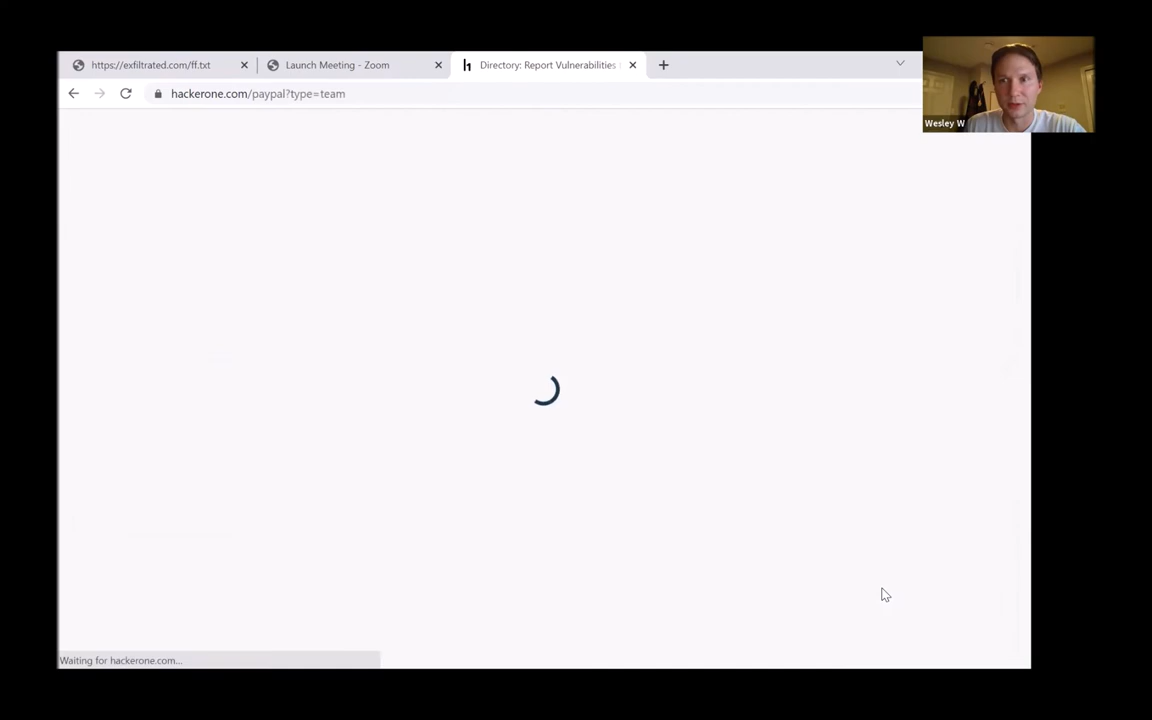 https://exfiltrated.com/ff.txt
Launch Meeting - Zoom
Directory: Report Vulnerabilities
hackerone.com/paypal?type=team
Wesley W
Waiting for hackerone.com...